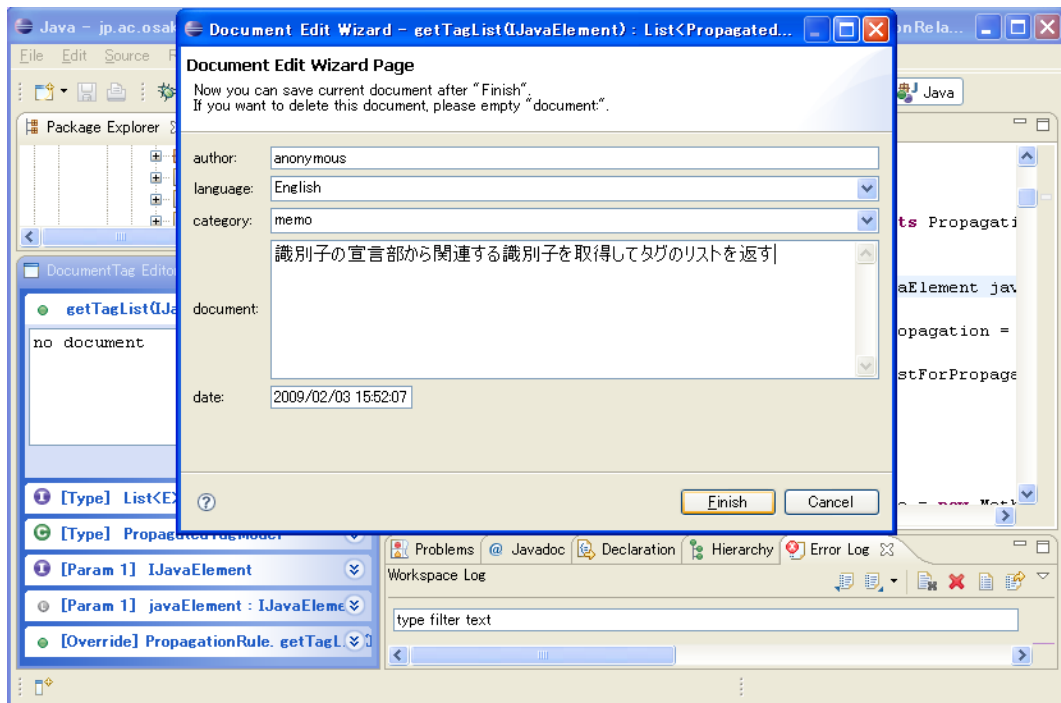 Java - jp.ac.osak
Document Edit Wizard - getTagList(IJavaElement) : List<Propagated...
onRela...
File Edit Source
Document Edit Wizard Page
Now you can save current document after "Finish".
If you want to delete this document, please empty "document:".
Java
Package Explorer
author: anonymous
language: English
category: memo
ts Propagati
識別子の宣言部から関連する識別子を取得してタグのリストを返す
DocumentTag Edito
aElement jav
getTagList(IJa
document:
opagation =
no document
stForPropaga
date: 2009/02/03 15:52:07
[Type] List<E>
Finish Cancel
= new Meth
[Type] PropagatedTagModel
Problems @ Javadoc Declaration Hierarchy Error Log
[Param 1] IJavaElement
Workspace Log
[Param 1] javaElement : IJavaEleme
type filter text
[Override] PropagationRule. getTagL